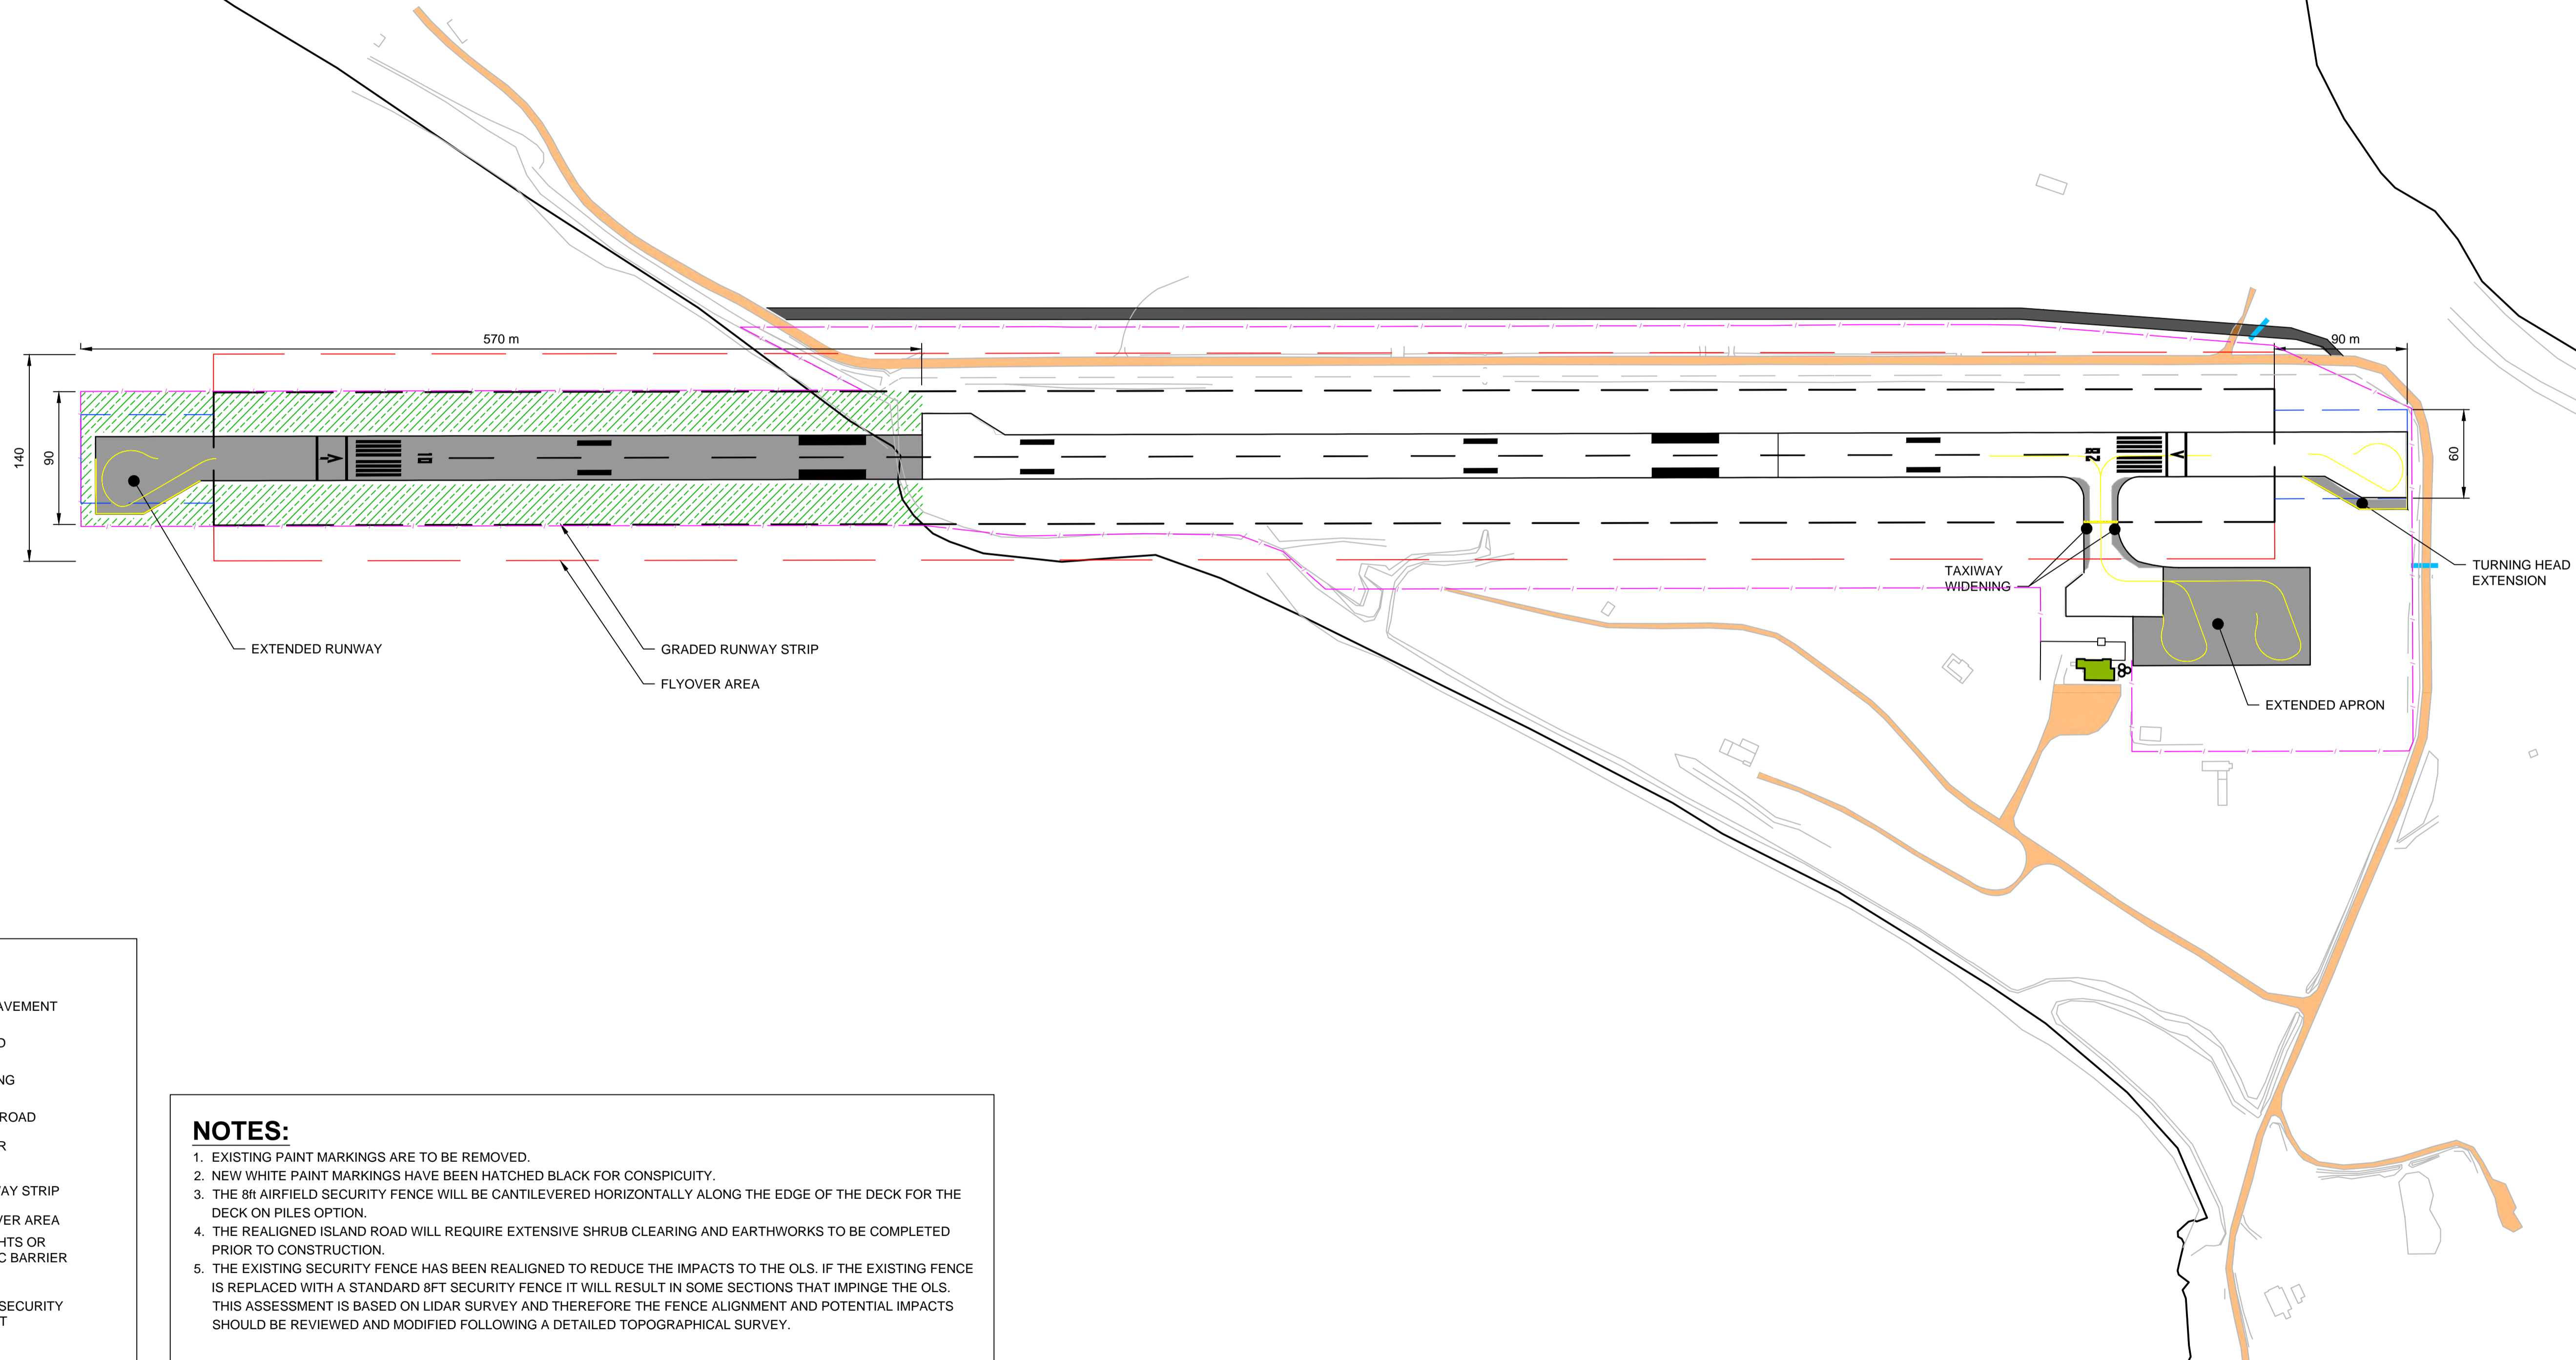 570 m
90 m
140
90
60
10
28
TAXIWAY
WIDENING
TURNING HEAD
EXTENSION
EXTENDED RUNWAY
GRADED RUNWAY STRIP
FLYOVER AREA
EXTENDED APRON
AVEMENT
ROAD
AY STRIP
VER AREA
HTS OR
C BARRIER
SECURITY
NOTES:
1. EXISTING PAINT MARKINGS ARE TO BE REMOVED.
2. NEW WHITE PAINT MARKINGS HAVE BEEN HATCHED BLACK FOR CONSPICUITY.
3. THE 8ft AIRFIELD SECURITY FENCE WILL BE CANTILEVERED HORIZONTALLY ALONG THE EDGE OF THE DECK FOR THE
DECK ON PILES OPTION.
4. THE REALIGNED ISLAND ROAD WILL REQUIRE EXTENSIVE SHRUB CLEARING AND EARTHWORKS TO BE COMPLETED
PRIOR TO CONSTRUCTION.
5. THE EXISTING SECURITY FENCE HAS BEEN REALIGNED TO REDUCE THE IMPACTS TO THE OLS. IF THE EXISTING FENCE
IS REPLACED WITH A STANDARD 8FT SECURITY FENCE IT WILL RESULT IN SOME SECTIONS THAT IMPINGE THE OLS.
THIS ASSESSMENT IS BASED ON LIDAR SURVEY AND THEREFORE THE FENCE ALIGNMENT AND POTENTIAL IMPACTS
SHOULD BE REVIEWED AND MODIFIED FOLLOWING A DETAILED TOPOGRAPHICAL SURVEY.